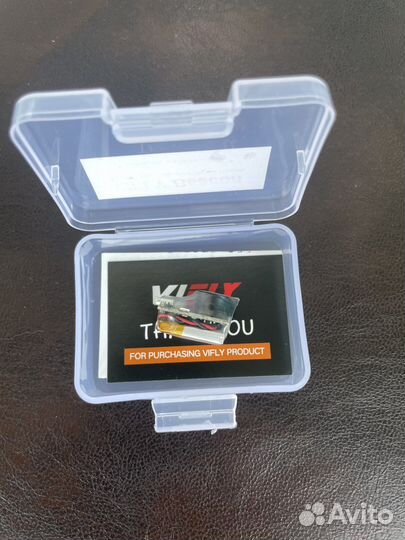 VIFLY
THANK YOU
FOR PURCHASING VIFLY PRODUCT
Avito